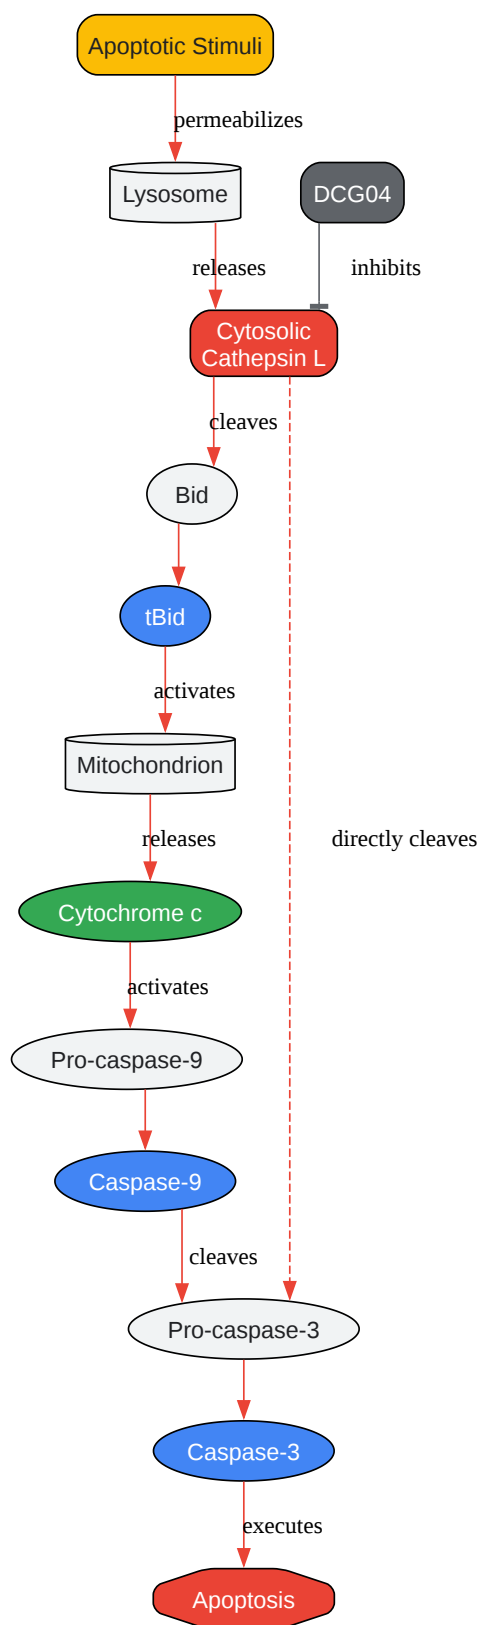 Apoptotic Stimuli
permeabilizes
Lysosome
DCG04
releases
inhibits
Cytosolic
Cathepsin L
cleaves
Bid
tBid
activates
Mitochondrion
releases
directly cleaves
Cytochrome c
activates
Pro-caspase-9
Caspase-9
cleaves
Pro-caspase-3
Caspase-3
executes
Apoptosis